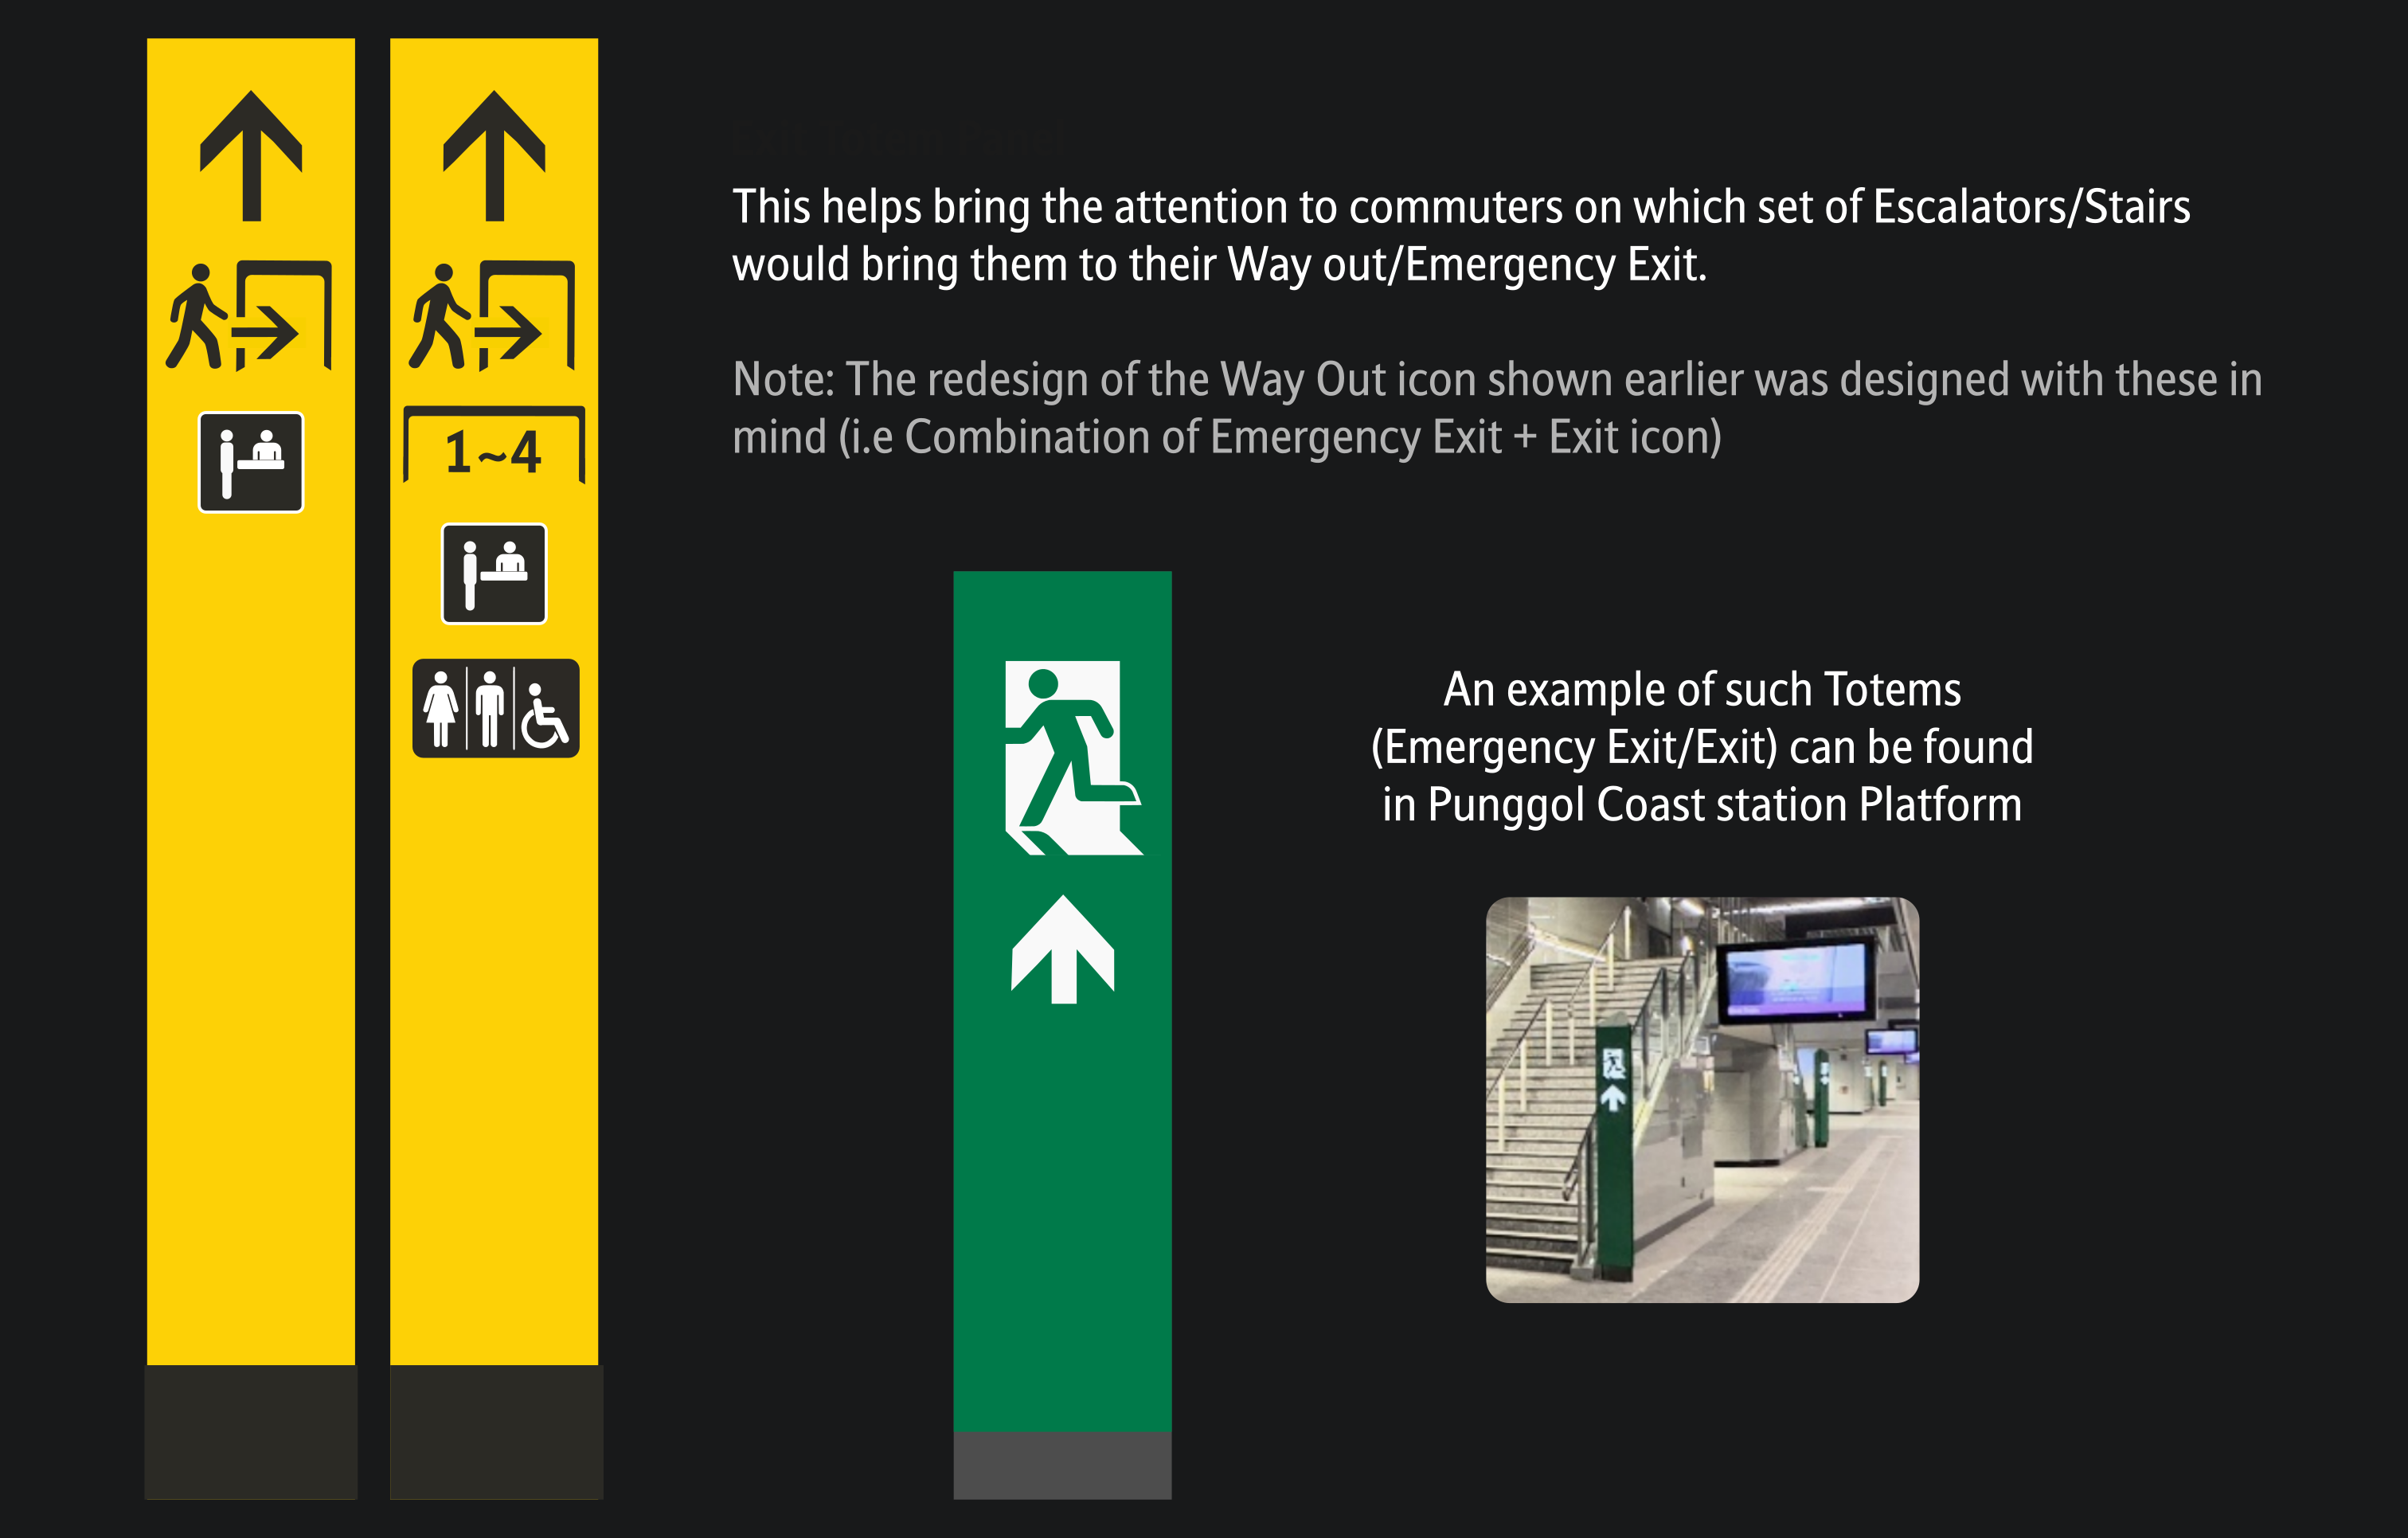 Exit Totem Panel
This helps bring the attention to commuters on which set of Escalators/Stairs
would bring them to their Way out/Emergency Exit.
Note: The redesign of the Way Out icon shown earlier was designed with these in
mind (i.e Combination of Emergency Exit + Exit icon)
1~4
An example of such Totems
(Emergency Exit/Exit) can be found
in Punggol Coast station Platform